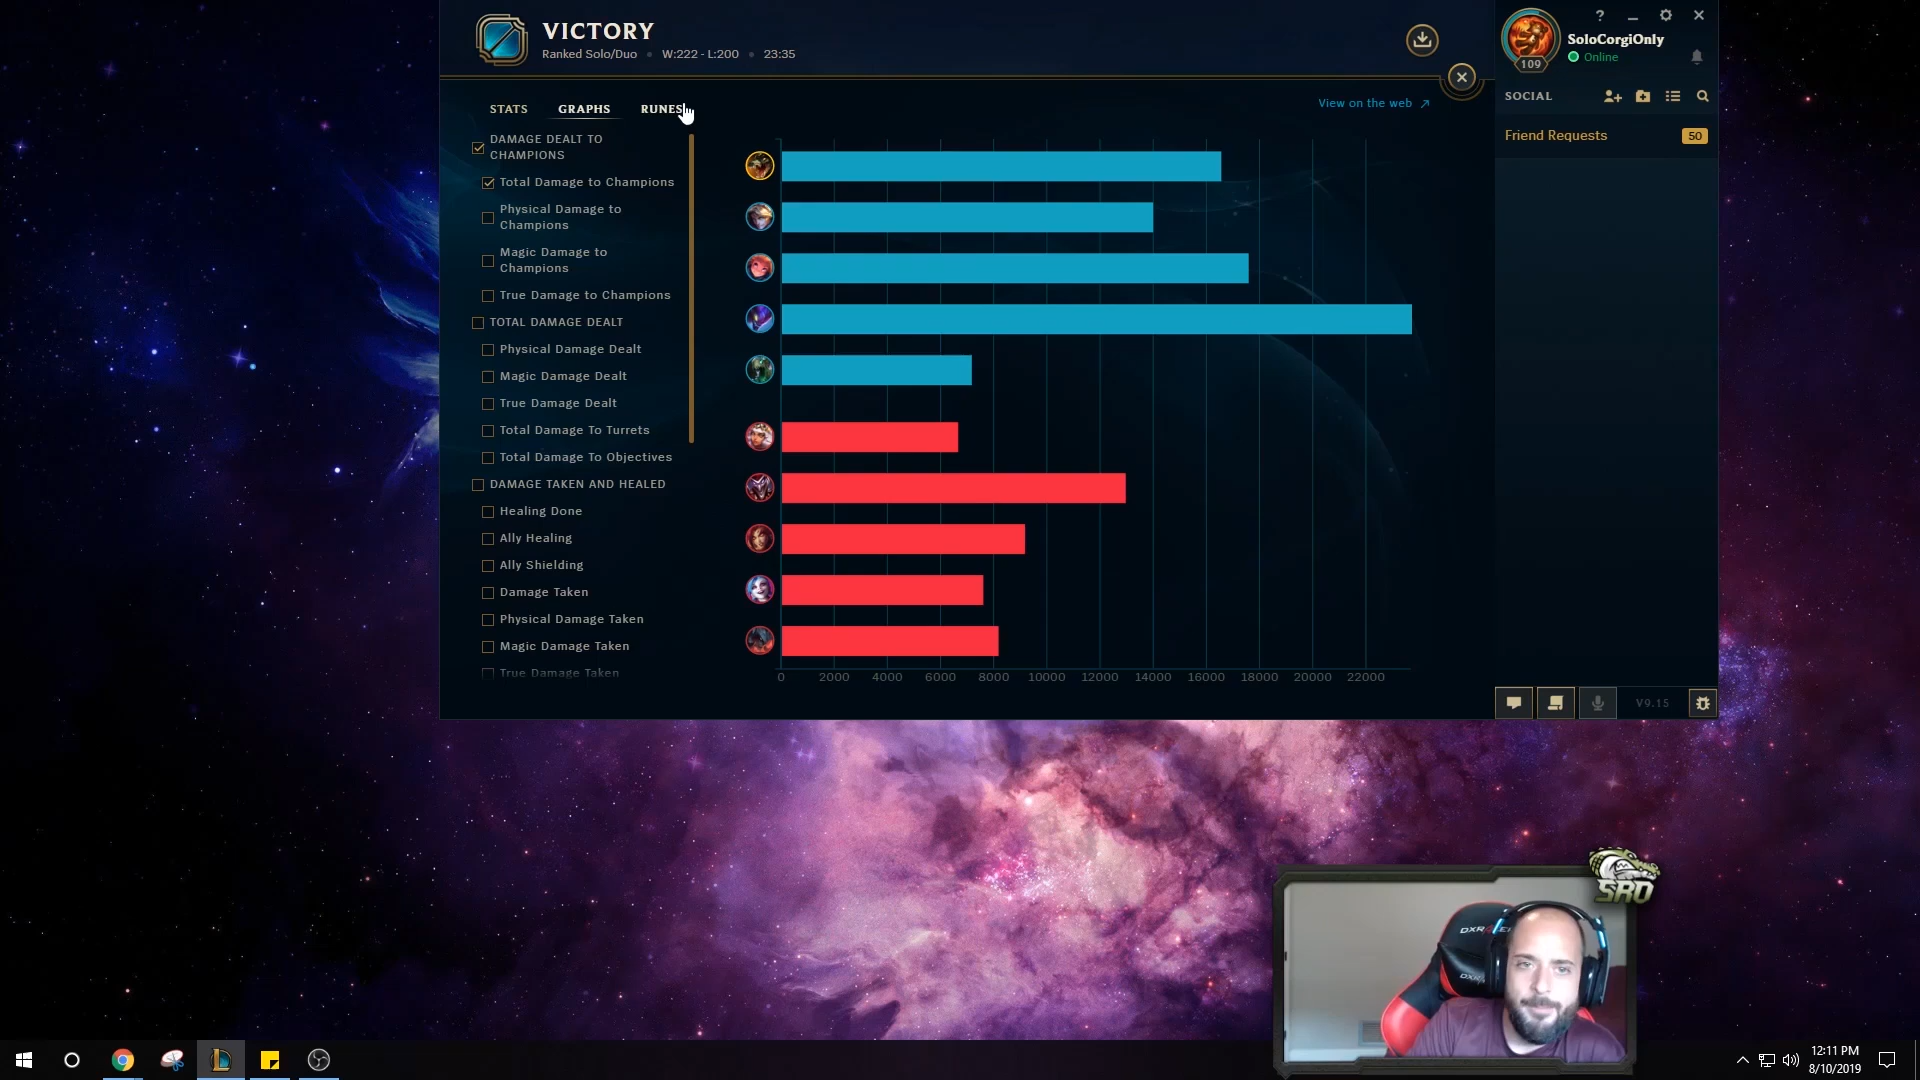 VICTORY
Ranked Solo/Duo • W:222 - L:200 • 23:35
109
SoloCorgiOnly
Online
STATS GRAPHS RUNES
View on the web
SOCIAL
Friend Requests 50
DAMAGE DEALT TO
CHAMPIONS
Total Damage to Champions
Physical Damage to
Champions
Magic Damage to
Champions
True Damage to Champions
TOTAL DAMAGE DEALT
Physical Damage Dealt
Magic Damage Dealt
True Damage Dealt
Total Damage To Turrets
Total Damage To Objectives
DAMAGE TAKEN AND HEALED
Healing Done
Ally Healing
Ally Shielding
Damage Taken
Physical Damage Taken
Magic Damage Taken
True Damage Taken
0 2000 4000 6000 8000 10000 12000 14000 16000 18000 20000 22000
V9.15
SRO
12:11 PM
8/10/2019